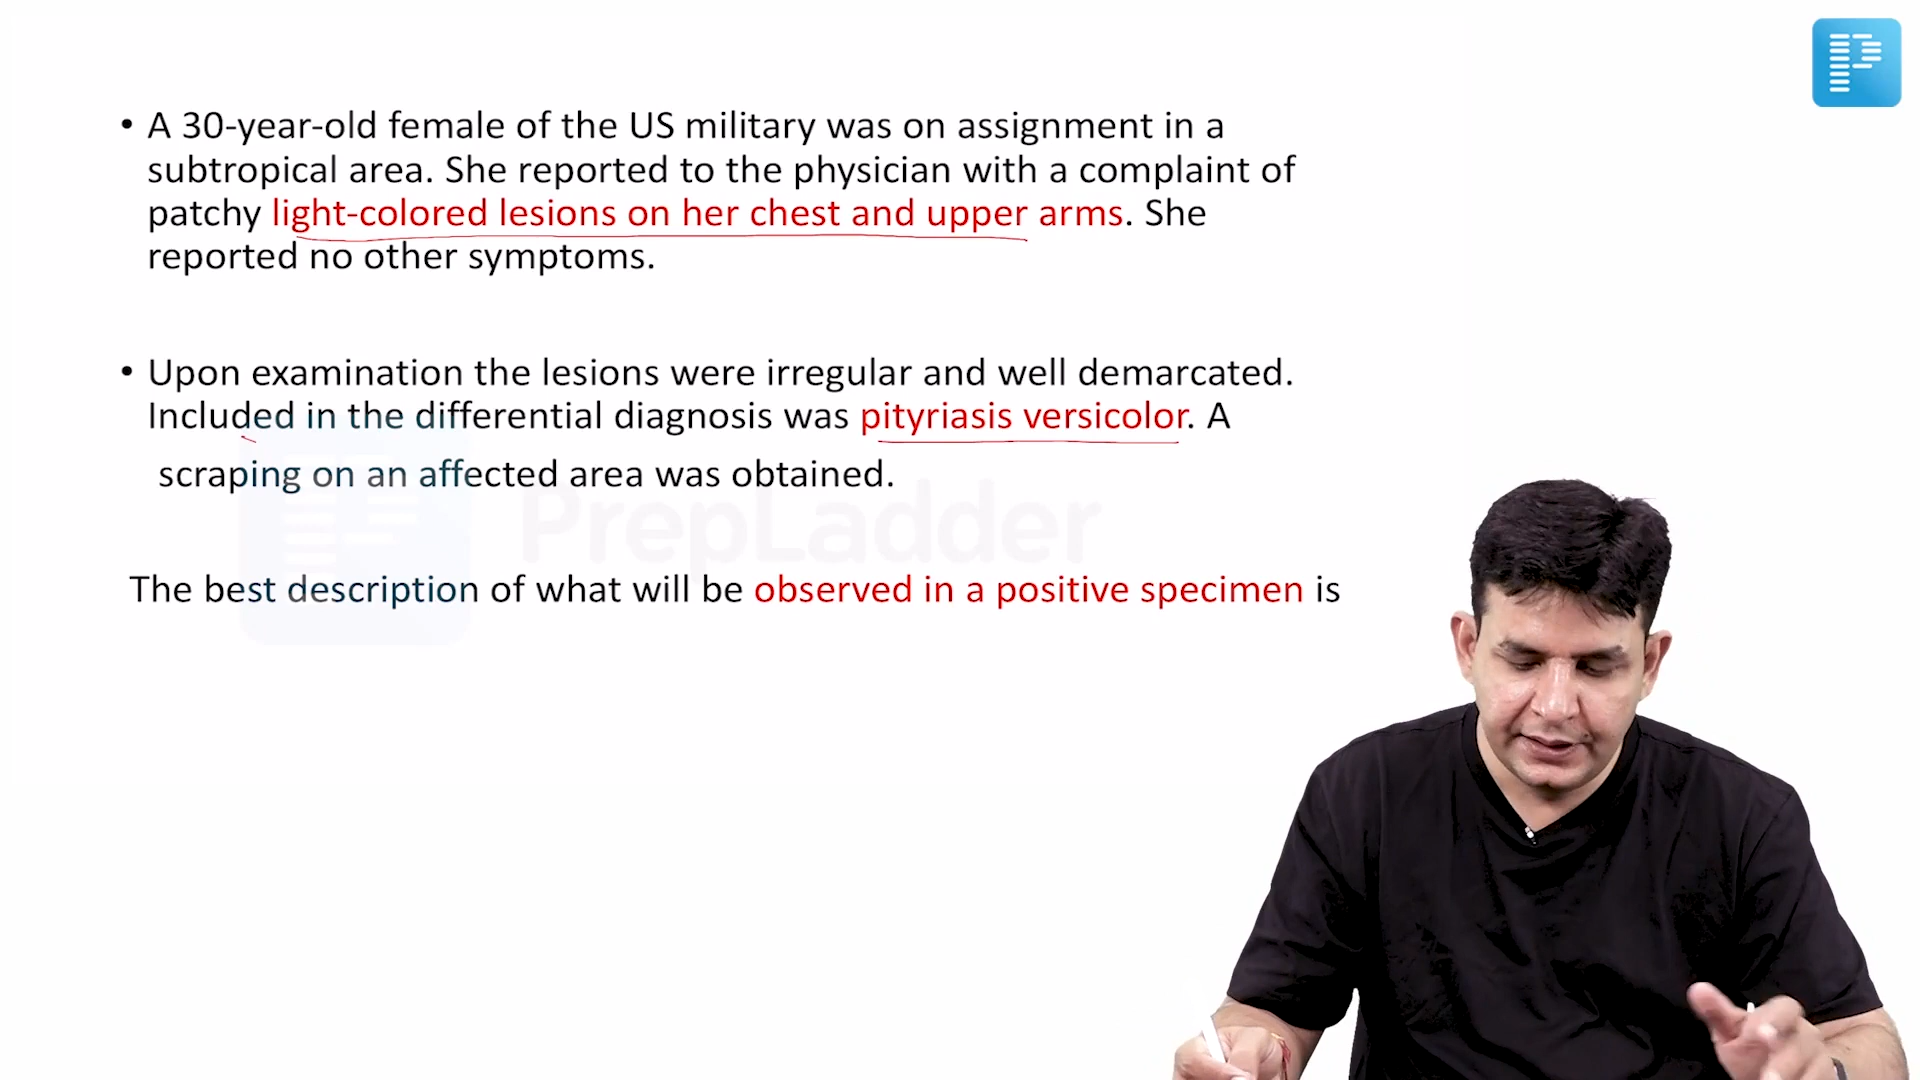 • A 30-year-old female of the US military was on assignment in a
subtropical area. She reported to the physician with a complaint of
patchy light-colored lesions on her chest and upper arms. She
reported no other symptoms.
• Upon examination the lesions were irregular and well demarcated.
Included in the differential diagnosis was pityriasis versicolor. A
scraping on an affected area was obtained.
PrepLadder
The best description of what will be observed in a positive specimen is